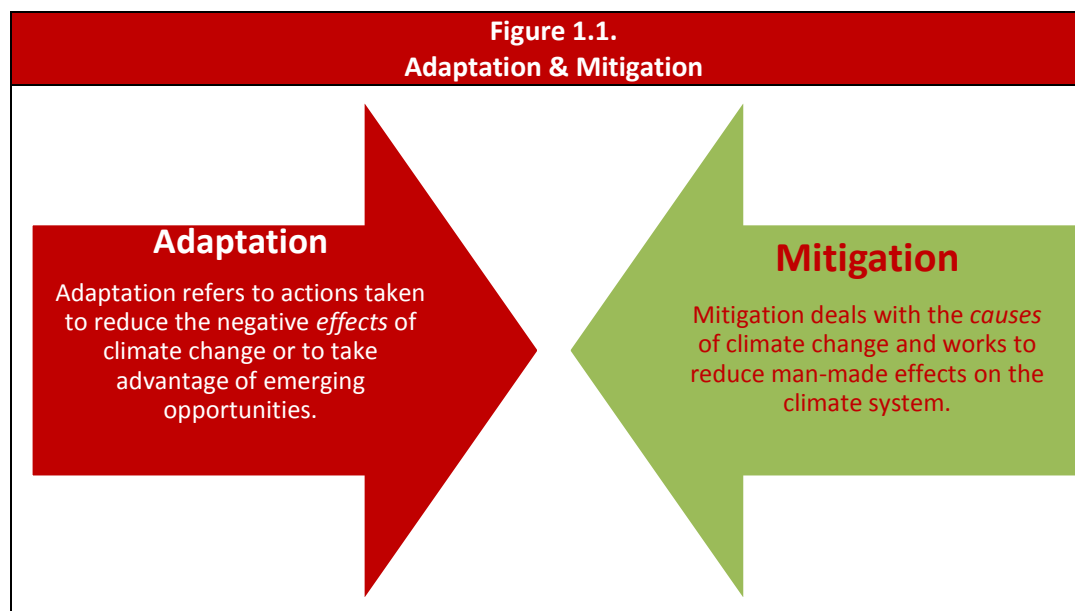 Figure 1.1.
Adaptation & Mitigation
Adaptation
Adaptation refers to actions taken
to reduce the negative effects of
climate change or to take
advantage of emerging
opportunities.
Mitigation
Mitigation deals with the causes
of climate change and works to
reduce man-made effects on the
climate system.